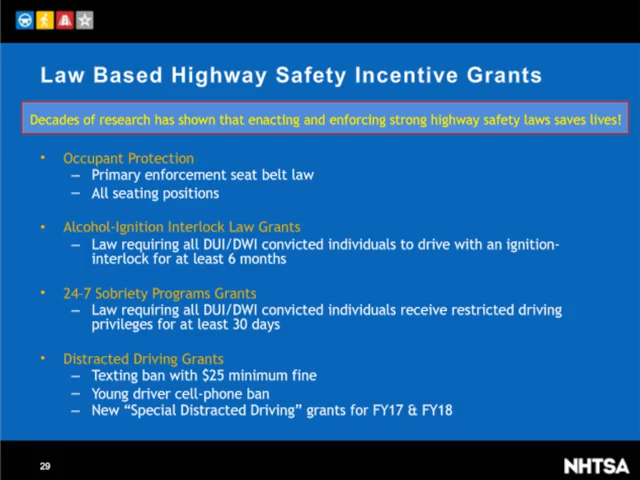 Law Based Highway Safety Incentive Grants
Decades of research has shown that enacting and enforcing strong highway safety laws saves lives!
• Occupant Protection
– Primary enforcement seat belt law
– All seating positions
• Alcohol-Ignition Interlock Law Grants
– Law requiring all DUI/DWI convicted individuals to drive with an ignition-
interlock for at least 6 months
• 24-7 Sobriety Programs Grants
– Law requiring all DUI/DWI convicted individuals receive restricted driving
privileges for at least 30 days
• Distracted Driving Grants
– Texting ban with $25 minimum fine
– Young driver cell-phone ban
– New “Special Distracted Driving” grants for FY17 & FY18
29
NHTSA